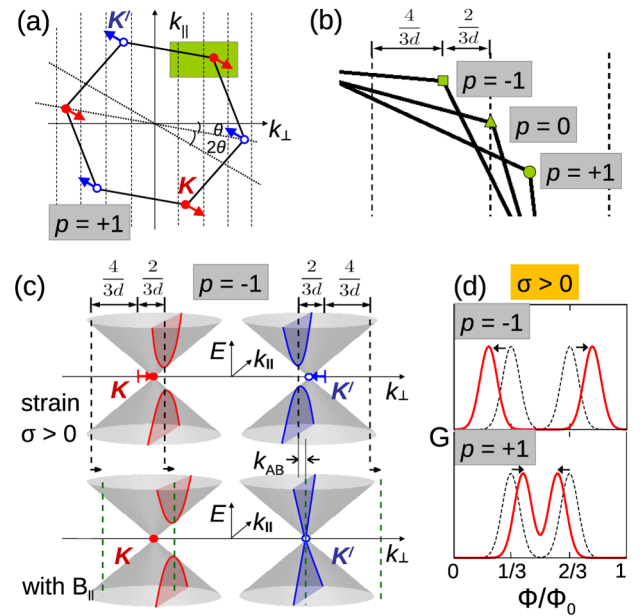 (a)
K/
k∥
θ
2θ
k⊥
K
p = +1
(b)
4/3d
2/3d
p = -1
p = 0
p = +1
(c)
4/3d
2/3d
p = -1
2/3d
4/3d
E
k∥
K
K/
k⊥
strain
σ > 0
kAB
E
k∥
K
K/
k⊥
with B∥
(d)
σ > 0
p = -1
G
p = +1
0
1/3
2/3
1
Φ/Φ0